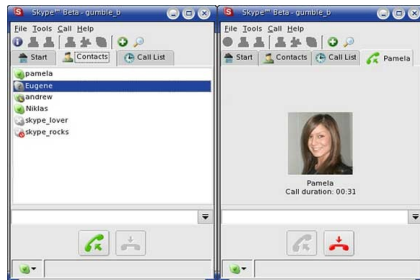 Skype™ Beta - gumble_b
File Tools Call Help
Start Contacts Call List
pamela
Eugene
andrew
Niklas
skype_lover
skype_rocks
Skype™ Beta - gumble_b
File Tools Call Help
Start Contacts Call List Pamela
Pamela
Call duration: 00:31